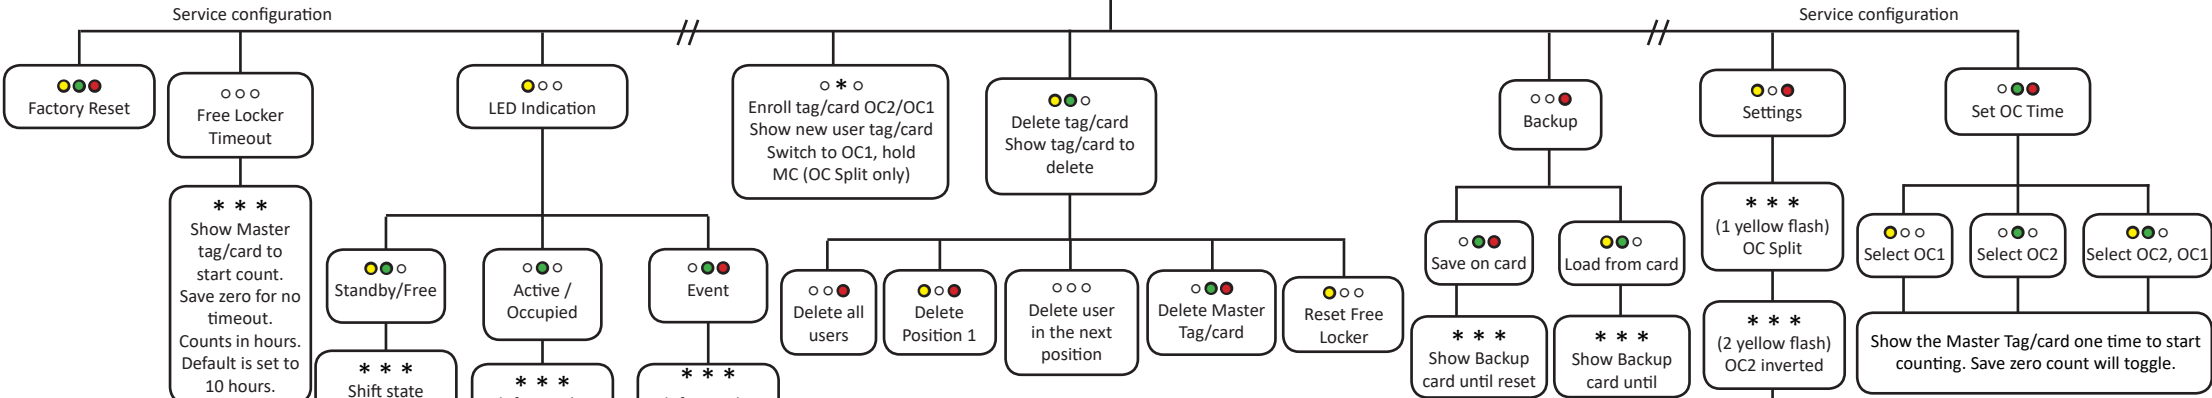 Service configuration
Service configuration
Factory Reset
Free Locker
Timeout
* * *
Show Master
tag/card to
start count.
Save zero for no
timeout.
Counts in hours.
Default is set to
10 hours.
LED Indication
Standby/Free
* * *
Shift state
Active /
Occupied
* * *
Event
* * *
*
Enroll tag/card OC2/OC1
Show new user tag/card
Switch to OC1, hold
MC (OC Split only)
Delete tag/card
Show tag/card to
delete
Delete all
users
Delete
Position 1
Delete user
in the next
position
Delete Master
Tag/card
Reset Free
Locker
Backup
Save on card
* * *
Show Backup
card until reset
Load from card
* * *
Show Backup
card until
Settings
* * *
(1 yellow flash)
OC Split
* * *
(2 yellow flash)
OC2 inverted
Set OC Time
Select OC1
Select OC2
Select OC2, OC1
Show the Master Tag/card one time to start
counting. Save zero count will toggle.